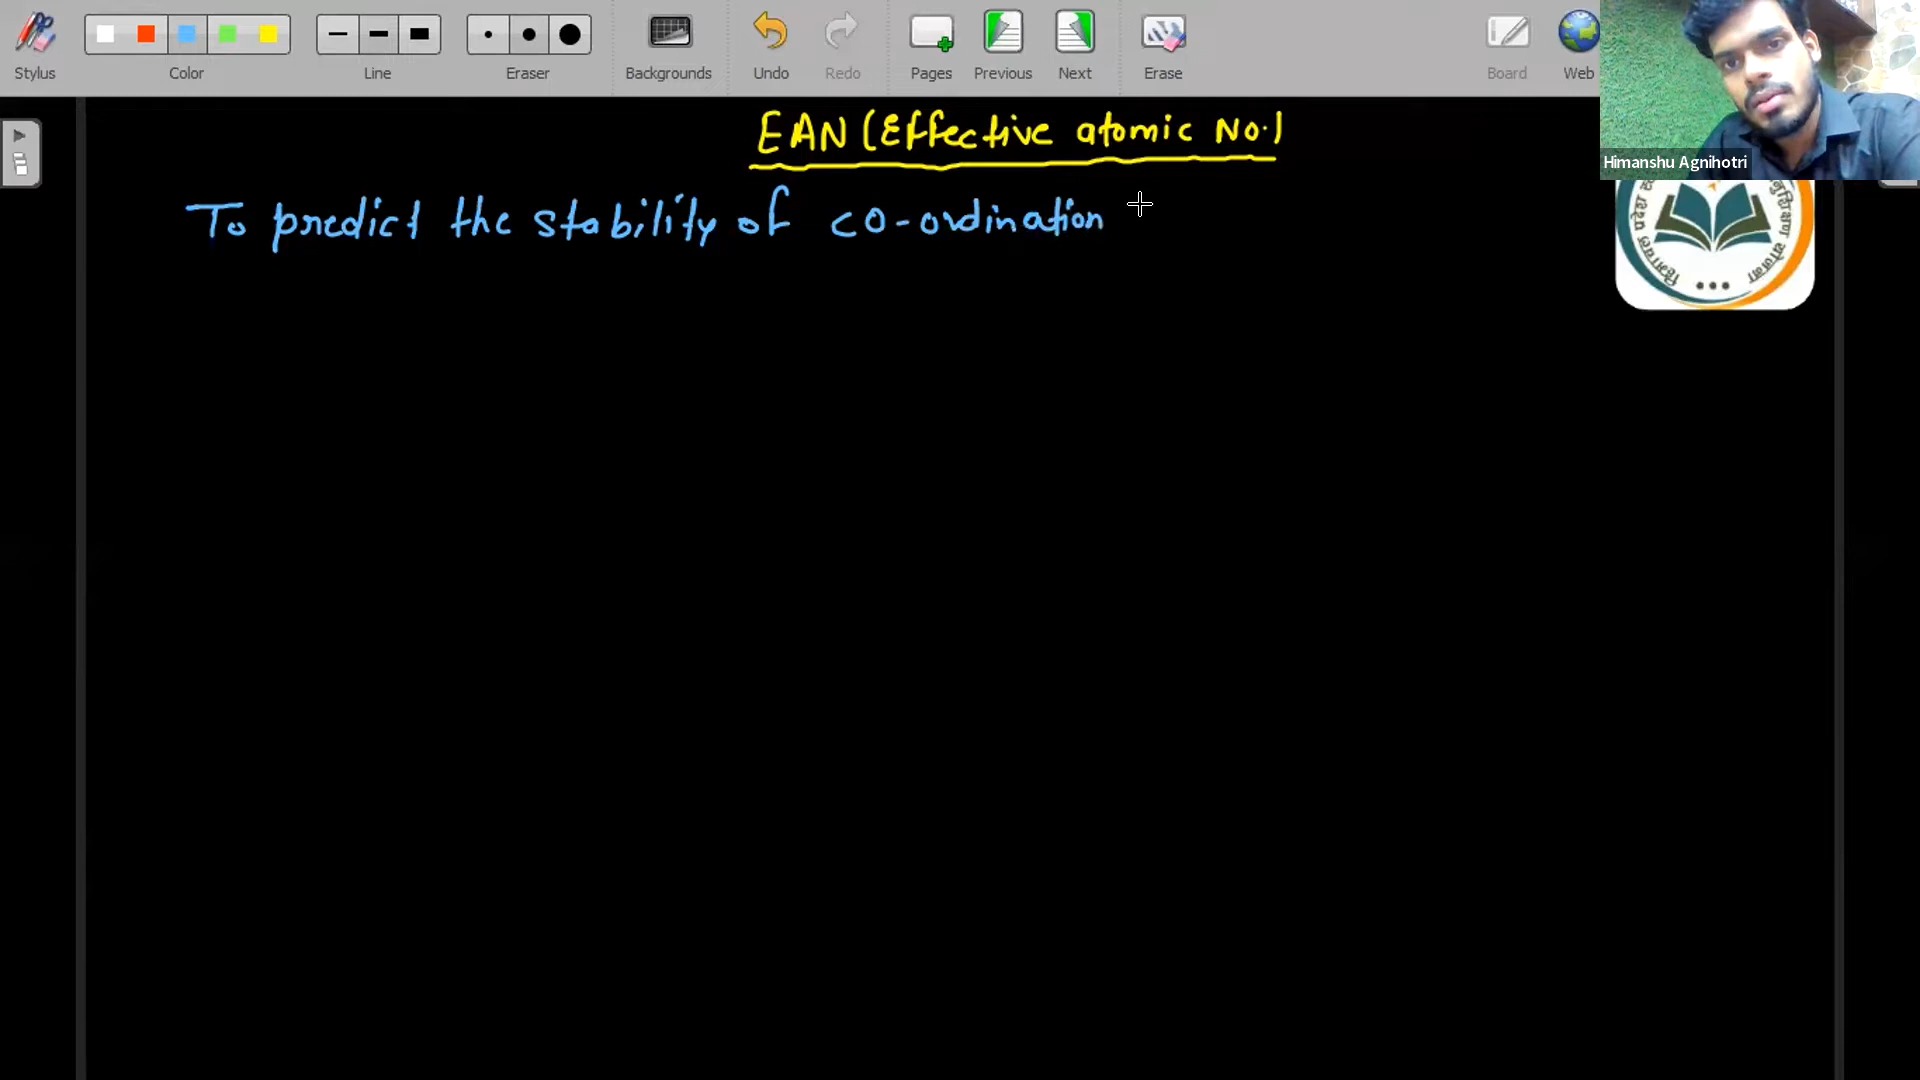 Stylus
Color
Line
Eraser
Backgrounds
Undo
Redo
Pages
Previous
Next
Erase
Board
Web
Himanshu Agnihotri
EAN (Effective atomic No.)
To predict the stability of co-ordination